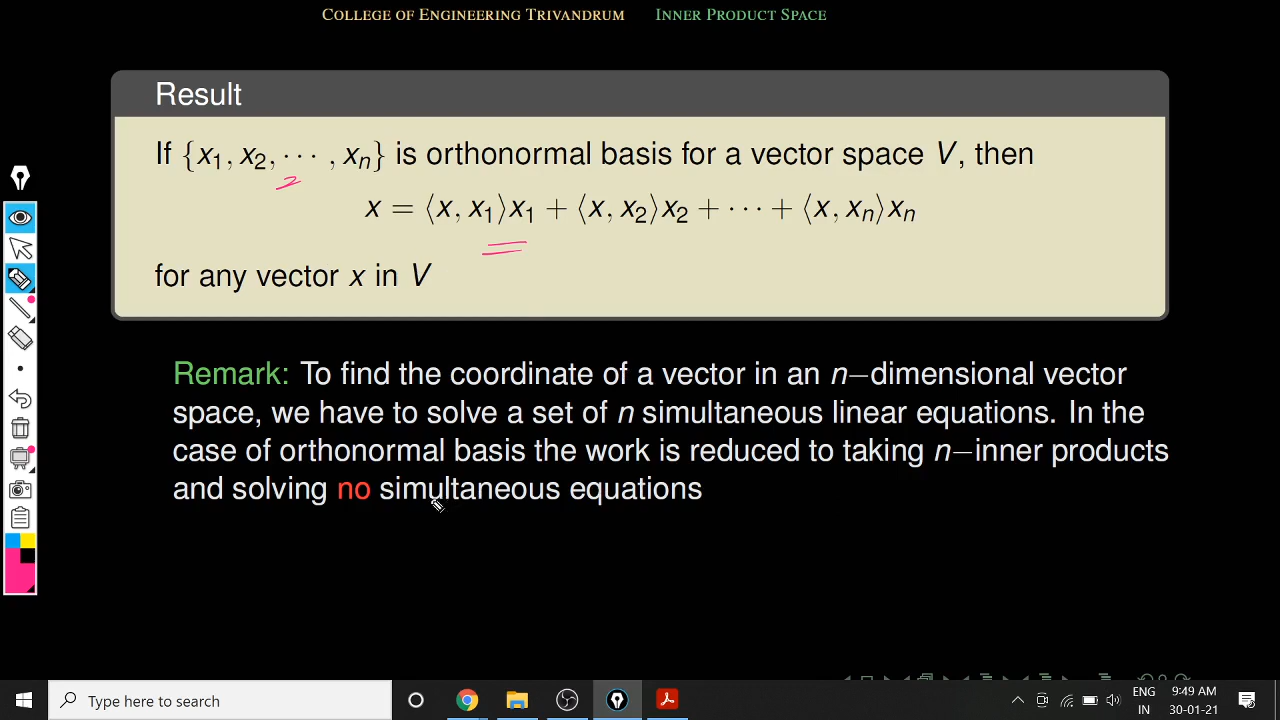 COLLEGE OF ENGINEERING TRIVANDRUM INNER PRODUCT SPACE
Result
If {x₁, x₂, ⋯ , xₙ} is orthonormal basis for a vector space V, then
x = ⟨x, x₁⟩x₁ + ⟨x, x₂⟩x₂ + ⋯ + ⟨x, xₙ⟩xₙ
for any vector x in V
Remark: To find the coordinate of a vector in an n−dimensional vector
space, we have to solve a set of n simultaneous linear equations. In the
case of orthonormal basis the work is reduced to taking n−inner products
and solving no simultaneous equations
Type here to search
ENG
IN
9:49 AM
30-01-21